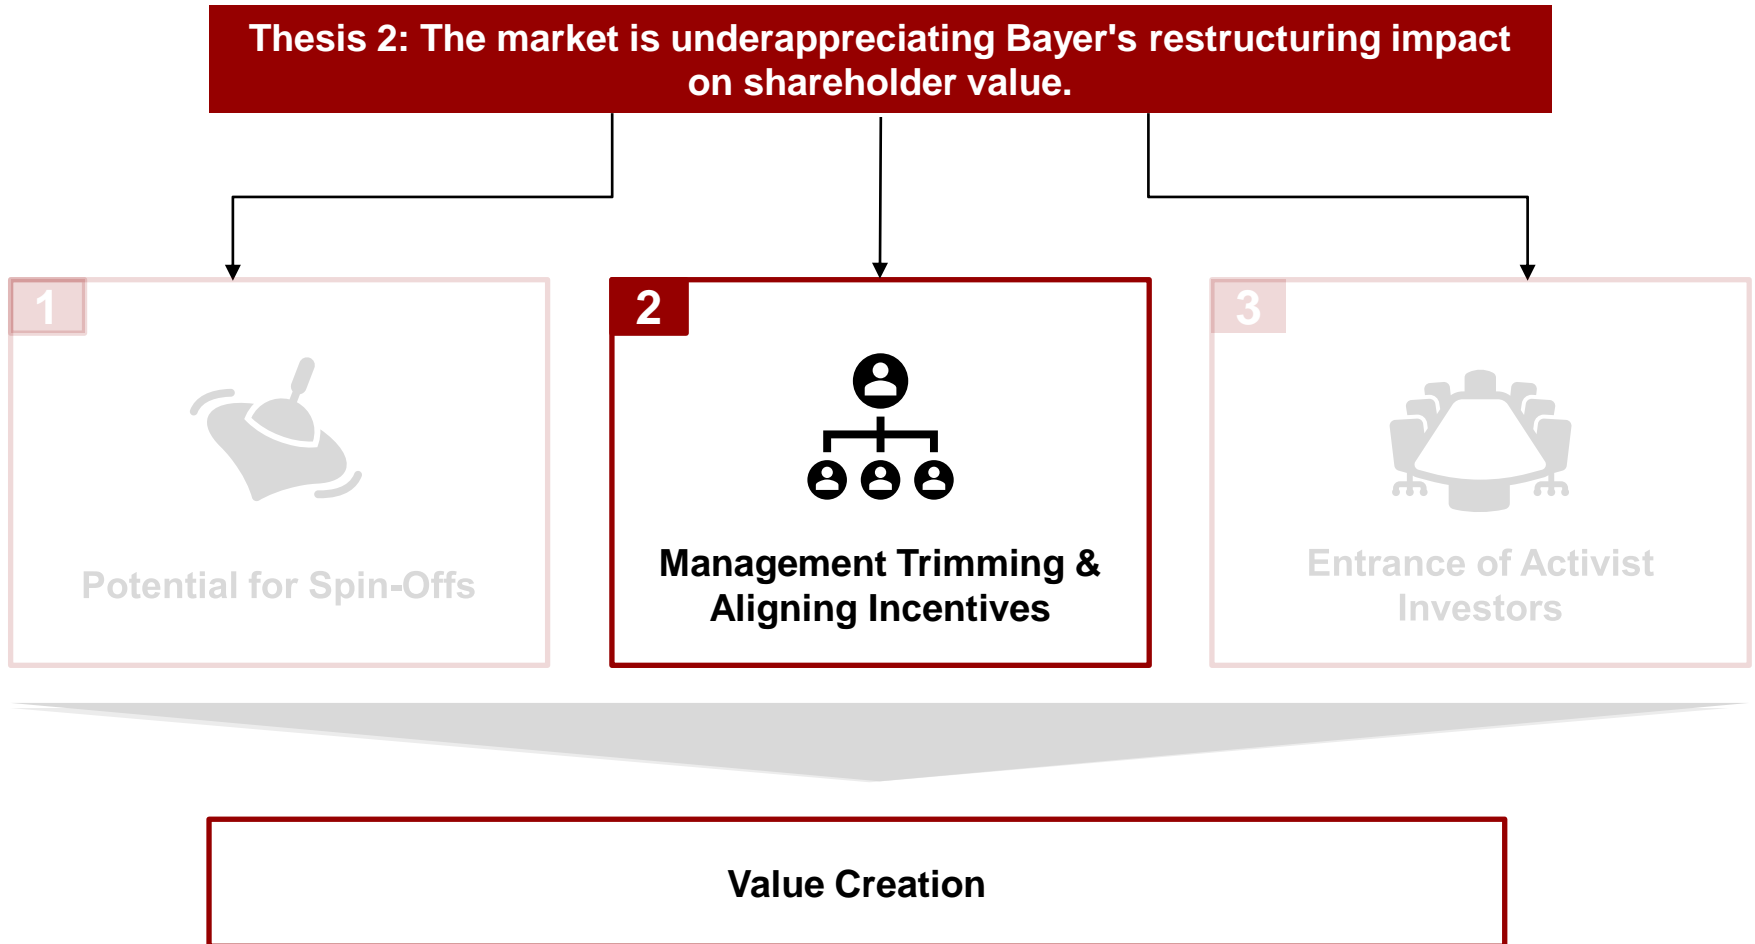 Thesis 2: The market is underappreciating Bayer's restructuring impact
on shareholder value.
1
2
3
Potential for Spin-Offs
Management Trimming &
Aligning Incentives
Entrance of Activist
Investors
Value Creation